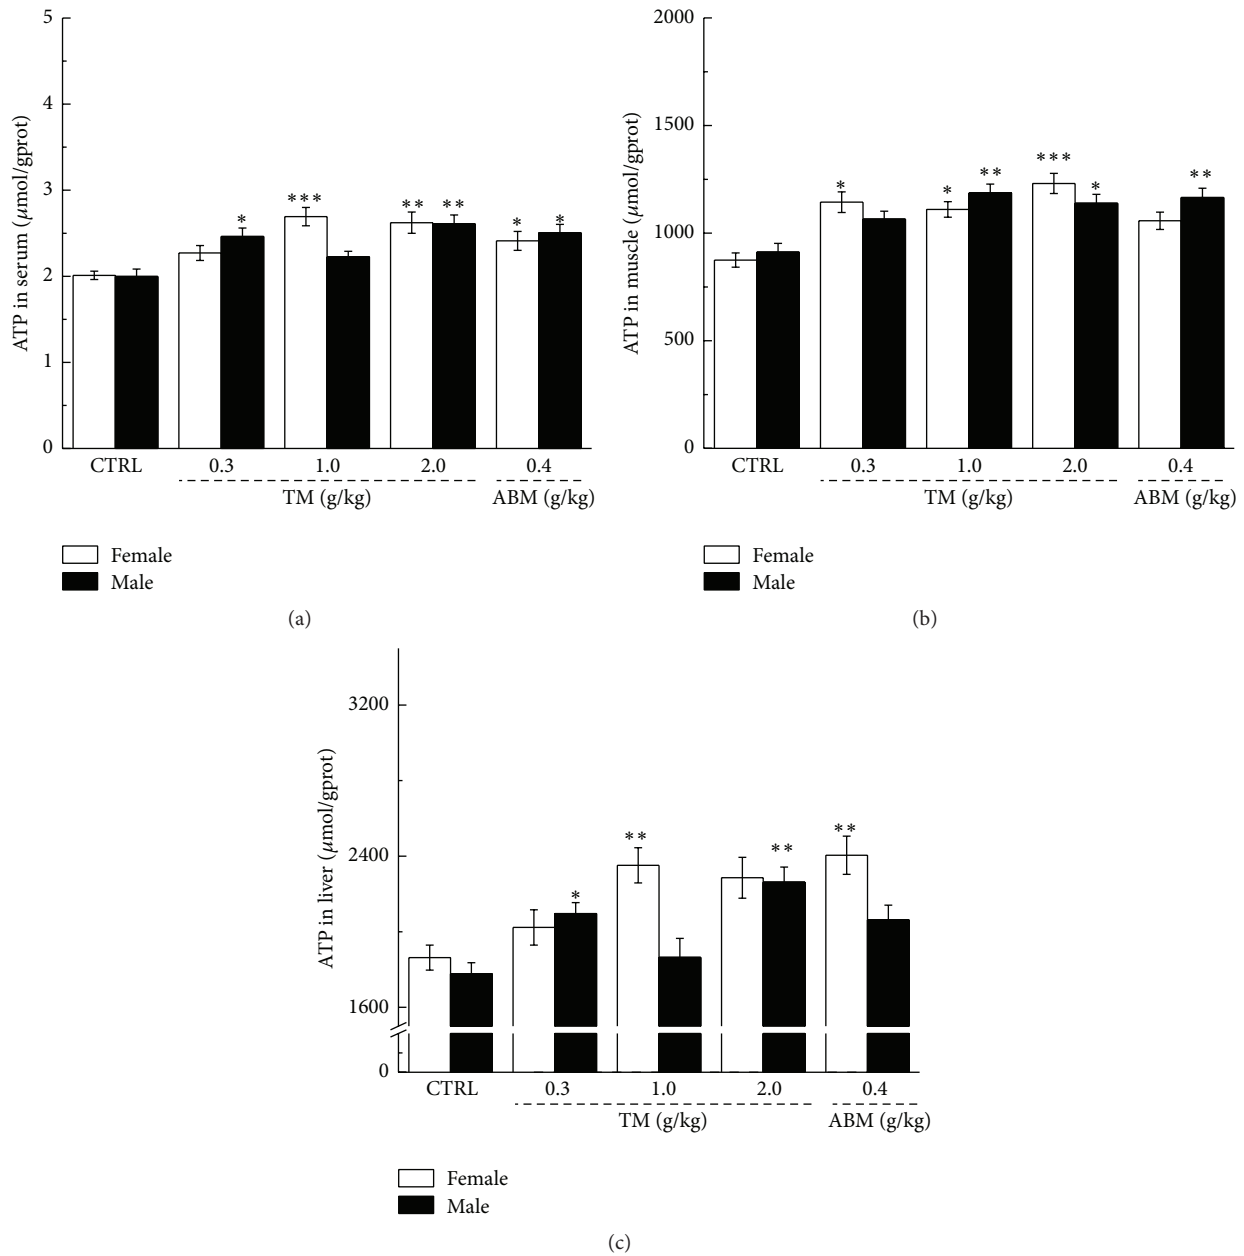 5
4
3
2
1
0
ATP in serum (μmol/gprot)
*
***
**
**
*
*
CTRL
0.3
1.0
2.0
0.4
TM (g/kg)
ABM (g/kg)
Female
Male
(a)
2000
1500
1000
500
0
ATP in muscle (μmol/gprot)
*
*
**
***
*
**
CTRL
0.3
1.0
2.0
0.4
TM (g/kg)
ABM (g/kg)
Female
Male
(b)
3200
2400
1600
0
ATP in liver (μmol/gprot)
*
**
**
**
CTRL
0.3
1.0
2.0
0.4
TM (g/kg)
ABM (g/kg)
Female
Male
(c)